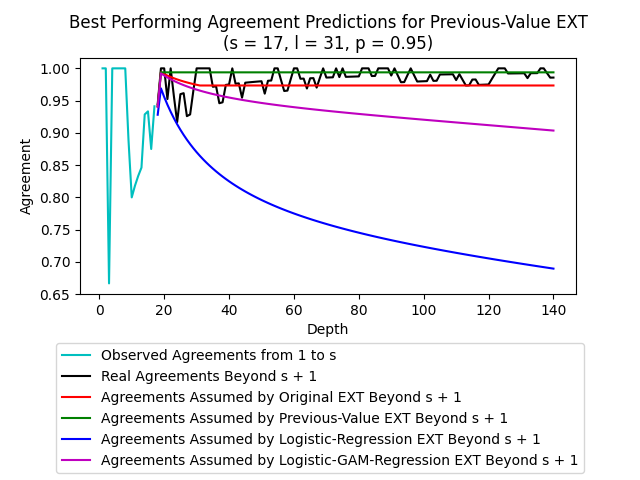 Best Performing Agreement Predictions for Previous-Value EXT
(s = 17, l = 31, p = 0.95)
1.00
0.95
0.90
0.85
0.80
0.75
0.70
0.65
Agreement
0 20 40 60 80 100 120 140
Depth
Observed Agreements from 1 to s
Real Agreements Beyond s + 1
Agreements Assumed by Original EXT Beyond s + 1
Agreements Assumed by Previous-Value EXT Beyond s + 1
Agreements Assumed by Logistic-Regression EXT Beyond s + 1
Agreements Assumed by Logistic-GAM-Regression EXT Beyond s + 1